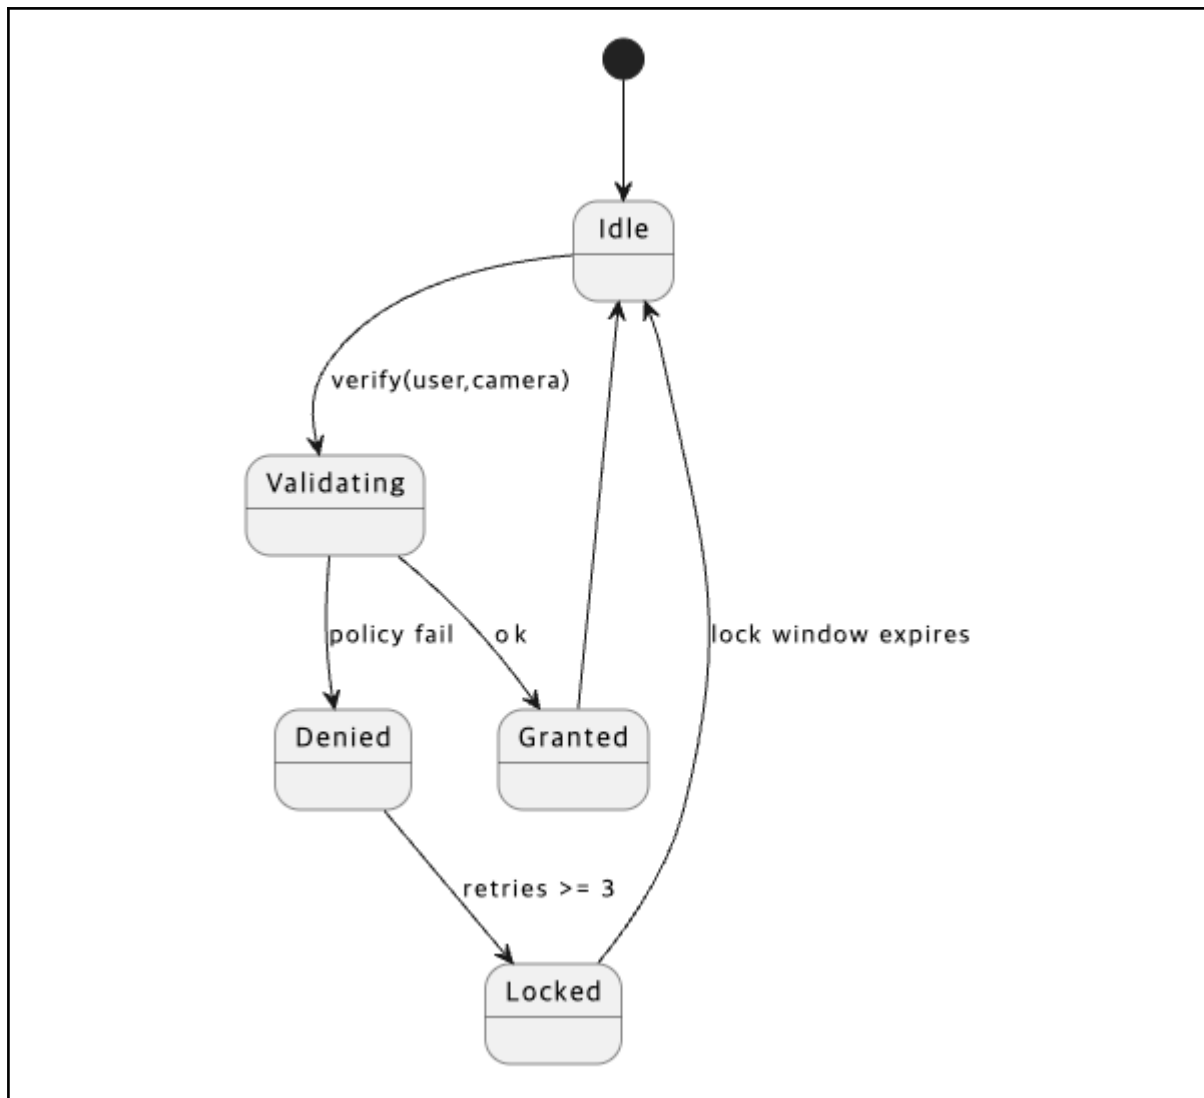 Idle
verify(user,camera)
Validating
policy fail
ok
lock window expires
Denied
Granted
retries >= 3
Locked